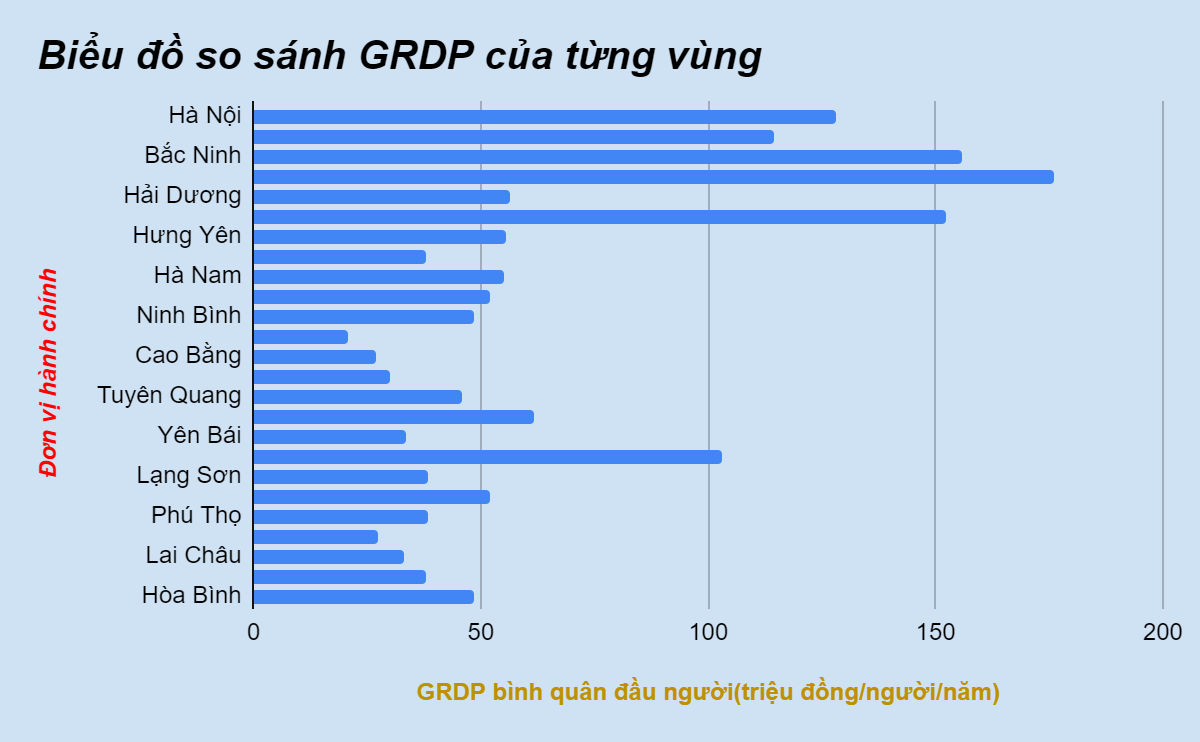 Biểu đồ so sánh GRDP của từng vùng
Đơn vị hành chính
Hà Nội
Bắc Ninh
Hải Dương
Hưng Yên
Hà Nam
Ninh Bình
Cao Bằng
Tuyên Quang
Yên Bái
Lạng Sơn
Phú Thọ
Lai Châu
Hòa Bình
0 50 100 150 200
GRDP bình quân đầu người(triệu đồng/người/năm)